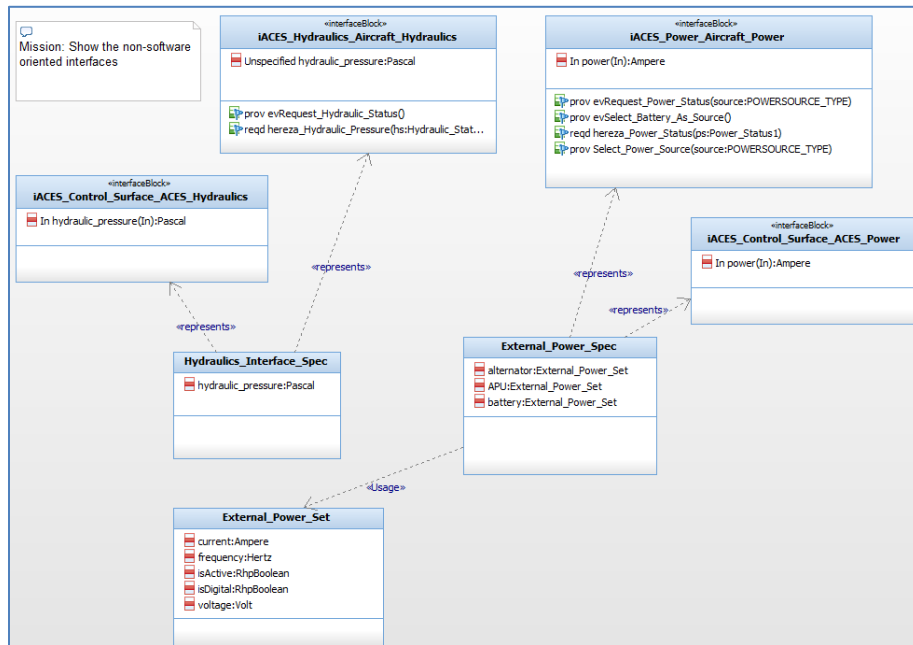 Mission: Show the non-software
oriented interfaces
«interfaceBlock»
iACES_Hydraulics_Aircraft_Hydraulics
Unspecified hydraulic_pressure:Pascal
prov evRequest_Hydraulic_Status()
reqd hereza_Hydraulic_Pressure(hs:Hydraulic_Stat...
«interfaceBlock»
iACES_Power_Aircraft_Power
In power(In):Ampere
prov evRequest_Power_Status(source:POWERSOURCE_TYPE)
prov evSelect_Battery_As_Source()
reqd hereza_Power_Status(ps:Power_Status1)
prov Select_Power_Source(source:POWERSOURCE_TYPE)
«interfaceBlock»
iACES_Control_Surface_ACES_Hydraulics
In hydraulic_pressure(In):Pascal
«interfaceBlock»
iACES_Control_Surface_ACES_Power
In power(In):Ampere
«represents»
«represents»
«represents»
«represents»
Hydraulics_Interface_Spec
hydraulic_pressure:Pascal
External_Power_Spec
alternator:External_Power_Set
APU:External_Power_Set
battery:External_Power_Set
«Usage»
External_Power_Set
current:Ampere
frequency:Hertz
isActive:RhpBoolean
isDigital:RhpBoolean
voltage:Volt